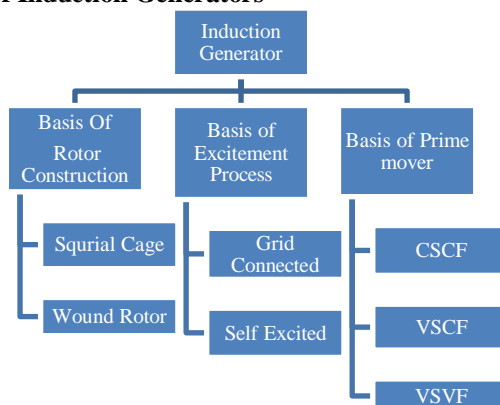 Induction Generators
Induction
Generator
Basis Of
Rotor
Construction
Basis of
Excitement
Process
Basis of Prime
mover
Squrial Cage
Wound Rotor
Grid
Connected
Self Excited
CSCF
VSCF
VSVF